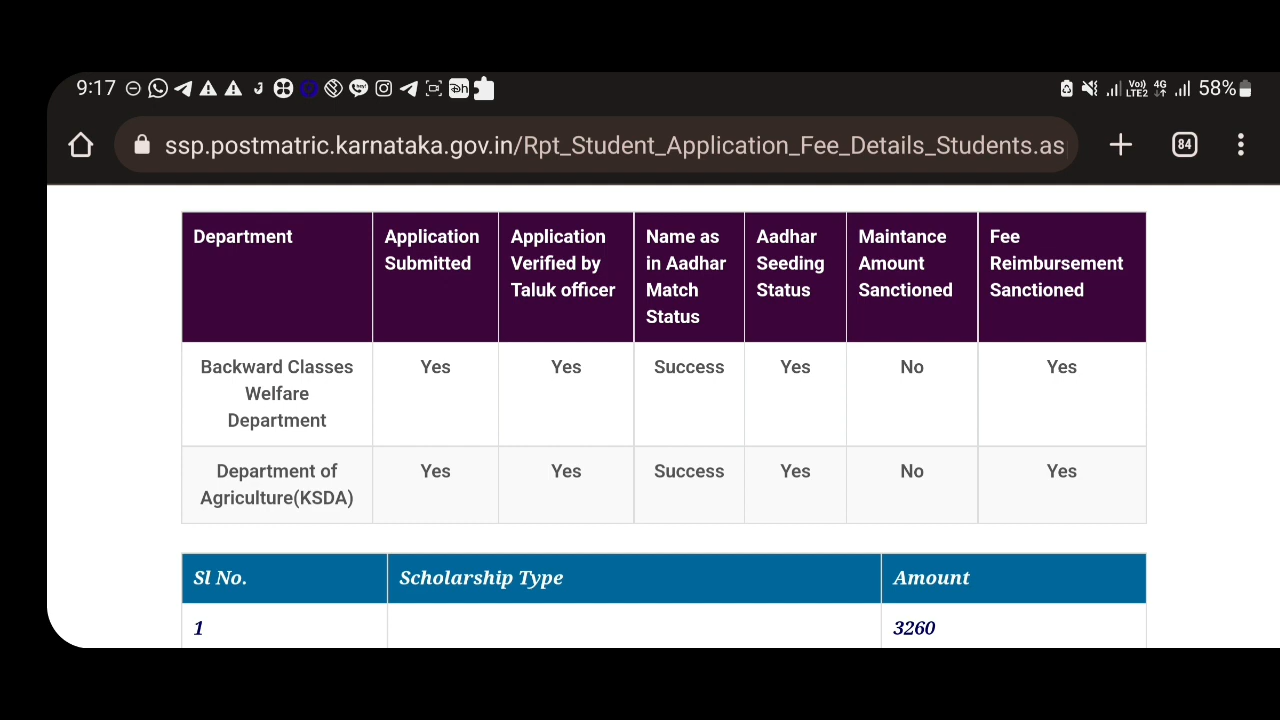 9:17 58%
ssp.postmatric.karnataka.gov.in/Rpt_Student_Application_Fee_Details_Students.as 84
Department Application Submitted Application Verified by Taluk officer Name as in Aadhar Match Status Aadhar Seeding Status Maintance Amount Sanctioned Fee Reimbursement Sanctioned
Backward Classes Welfare Department Yes Yes Success Yes No Yes
Department of Agriculture(KSDA) Yes Yes Success Yes No Yes
Sl No. Scholarship Type Amount
1 3260